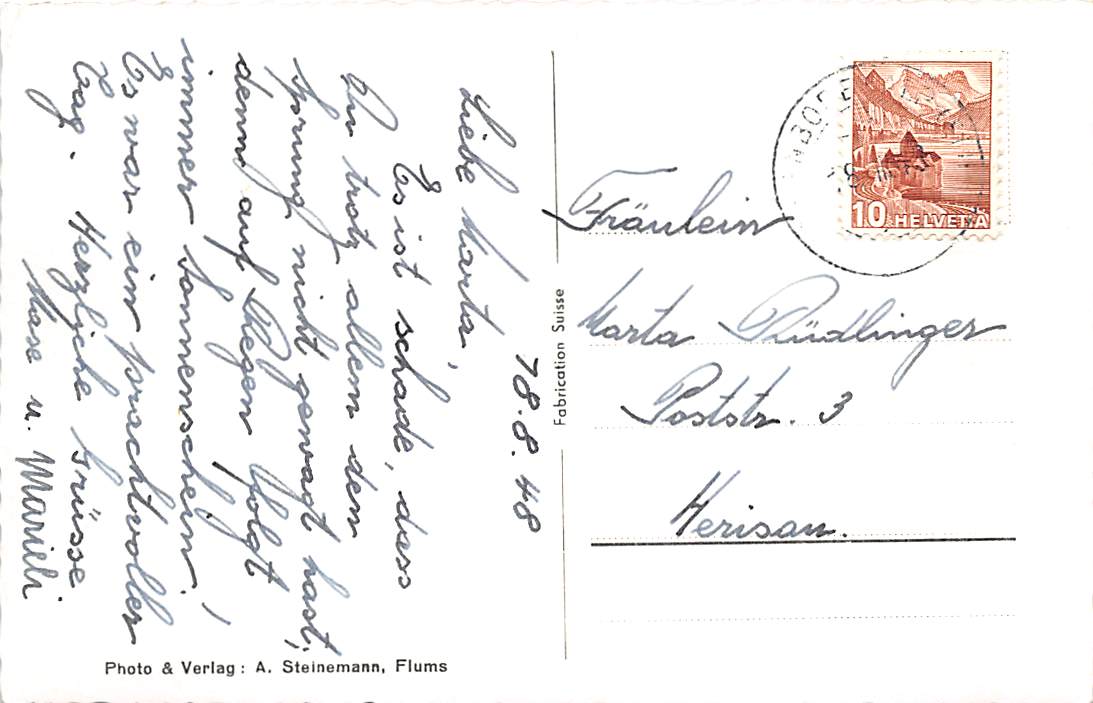 18.8.48
Liebe Marta,
Es ist schade, dass
Du trotz allem den
Sprung nicht gewagt hast,
denn auf Regen folgt
immer Sonnenschein!
Es war ein prachtvoller
Tag. Herzliche Grüsse
u. Marieli
Photo & Verlag: A. Steinemann, Flums
Fabrication Suisse
10 HELVETIA
Fräulein
Marta Rüdlinger
Poststr. 3
Herisau.